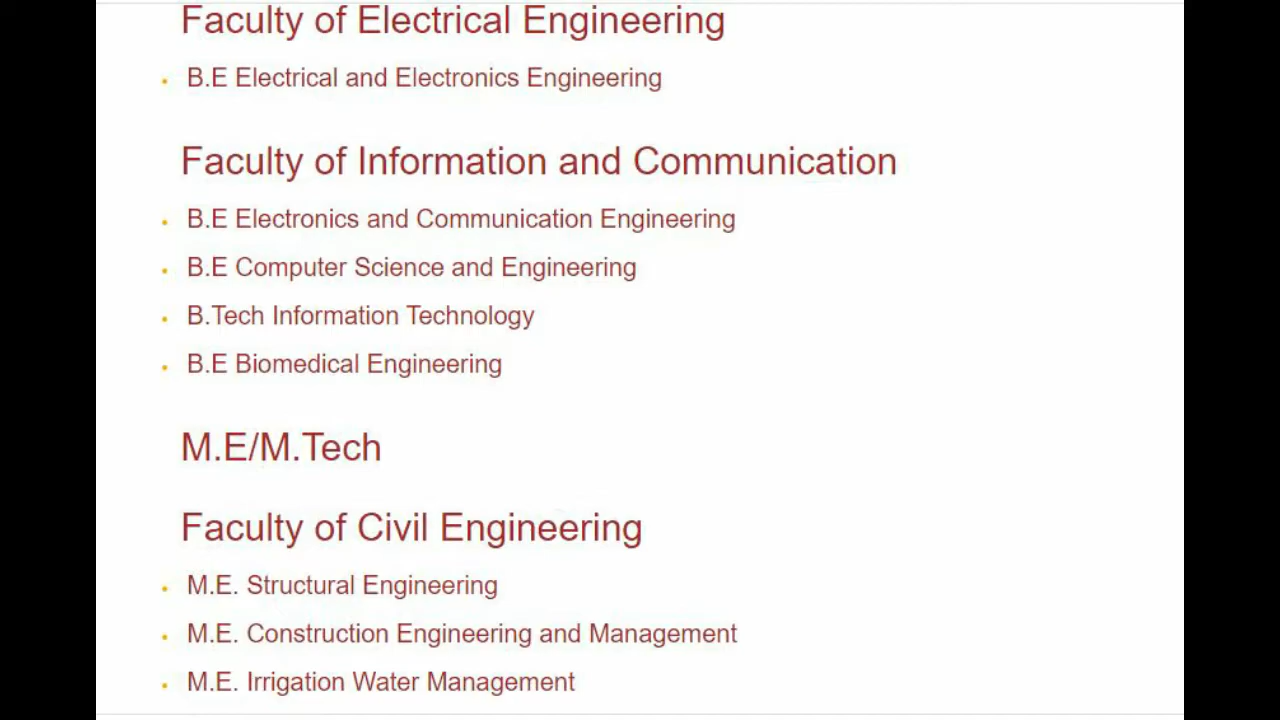 Faculty of Electrical Engineering
B.E Electrical and Electronics Engineering
Faculty of Information and Communication
B.E Electronics and Communication Engineering
B.E Computer Science and Engineering
B.Tech Information Technology
B.E Biomedical Engineering
M.E/M.Tech
Faculty of Civil Engineering
M.E. Structural Engineering
M.E. Construction Engineering and Management
M.E. Irrigation Water Management